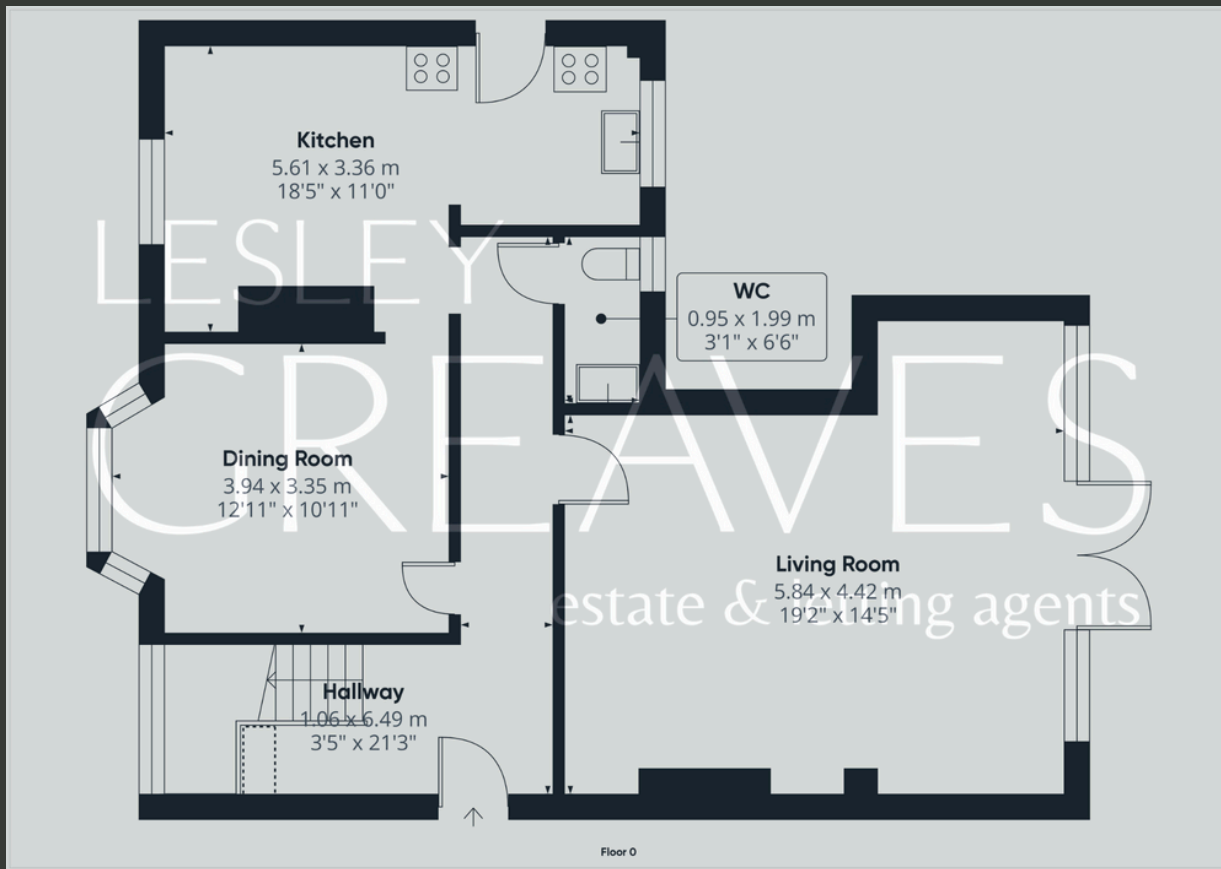 Kitchen
5.61 x 3.36 m
18'5" x 11'0"
LESLEY
GREAVES
estate & letting agents
WC
0.95 x 1.99 m
3'1" x 6'6"
Dining Room
3.94 x 3.35 m
12'11" x 10'11"
Living Room
5.84 x 4.42 m
19'2" x 14'5"
Hallway
1.06 x 6.49 m
3'5" x 21'3"
Floor 0